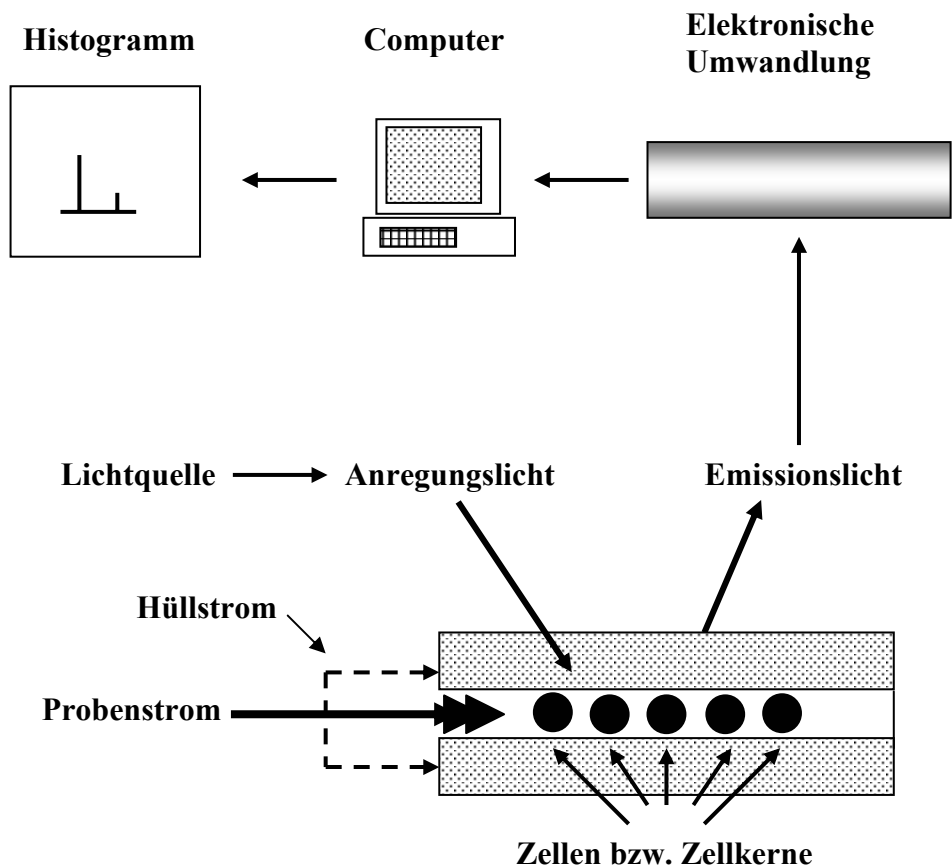 Histogramm
Computer
Elektronische
Umwandlung
Lichtquelle
Anregungslicht
Emissionslicht
Hüllstrom
Probenstrom
Zellen bzw. Zellkerne